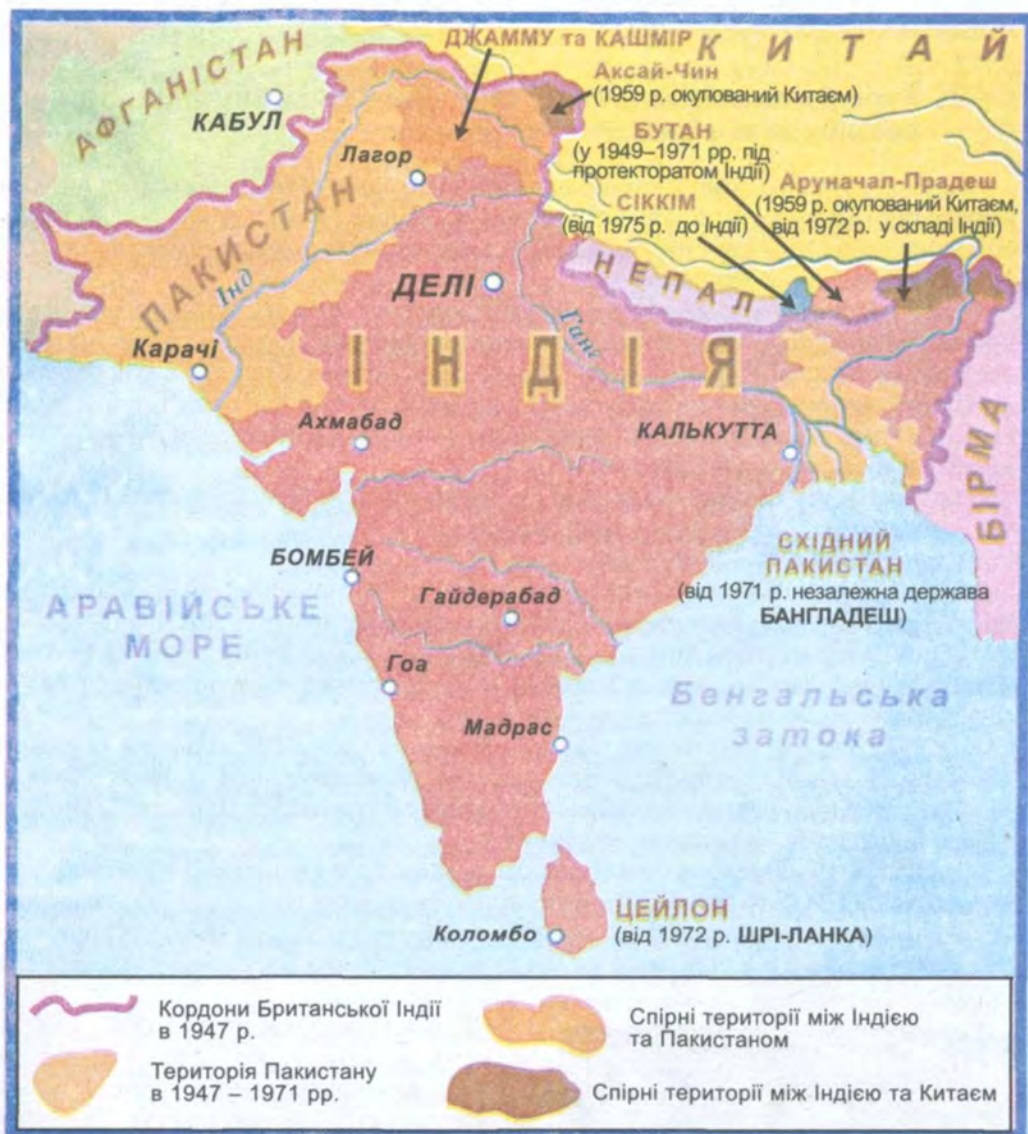 АФГАНІСТАН
ДЖАММУ та КАШМІР
КИТАЙ
Аксай-Чин
(1959 р. окупований Китаєм)
КАБУЛ
БУТАН
(у 1949–1971 рр. під
протекторатом Індії)
Лагор
Аруначал-Прадеш
(1959 р. окупований Китаєм,
від 1972 р. у складі Індії)
СІККІМ
(від 1975 р. до Індії)
ПАКИСТАН
Інд
ДЕЛІ
НЕПАЛ
Ганг
Карачі
ІНДІЯ
Ахмабад
КАЛЬКУТТА
БІРМА
БОМБЕЙ
СХІДНИЙ
ПАКИСТАН
(від 1971 р. незалежна держава
БАНГЛАДЕШ)
АРАВІЙСЬКЕ
МОРЕ
Гайдерабад
Гоа
Мадрас
Бенгальська
затока
ЦЕЙЛОН
(від 1972 р. ШРІ-ЛАНКА)
Коломбо
Кордони Британської Індії
в 1947 р.
Територія Пакистану
в 1947 – 1971 рр.
Спірні території між Індією
та Пакистаном
Спірні території між Індією та Китаєм